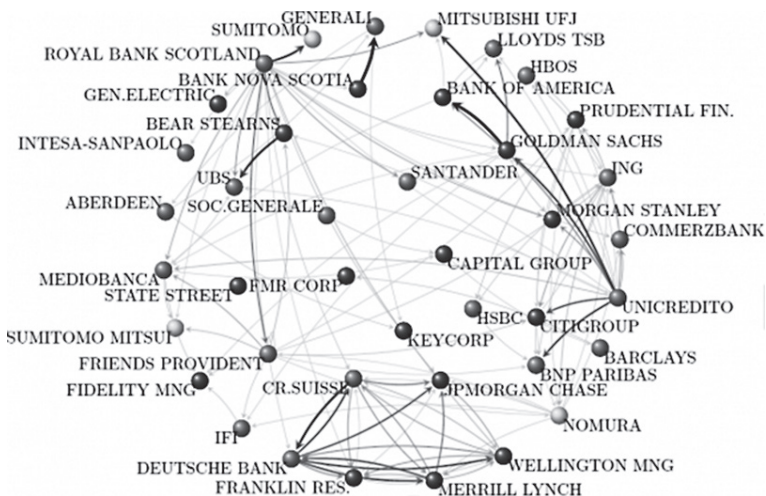 GENERALI
MITSUBISHI UFJ
SUMITOMO
LLOYDS TSB
ROYAL BANK SCOTLAND
HBOS
BANK NOVA SCOTIA
BANK OF AMERICA
GEN.ELECTRIC
PRUDENTIAL FIN.
BEAR STEARNS
GOLDMAN SACHS
INTESA-SANPAOLO
ING
SANTANDER
UBS
ABERDEEN
SOC.GENERALE
MORGAN STANLEY
COMMERZBANK
CAPITAL GROUP
MEDIOBANCA
FMR CORP
STATE STREET
UNICREDITO
HSBC
CITIGROUP
SUMITOMO MITSUI
KEYCORP
BARCLAYS
FRIENDS PROVIDENT
BNP PARIBAS
FIDELITY MNG
CR.SUISSE
JPMORGAN CHASE
NOMURA
IFI
DEUTSCHE BANK
WELLINGTON MNG
FRANKLIN RES.
MERRILL LYNCH